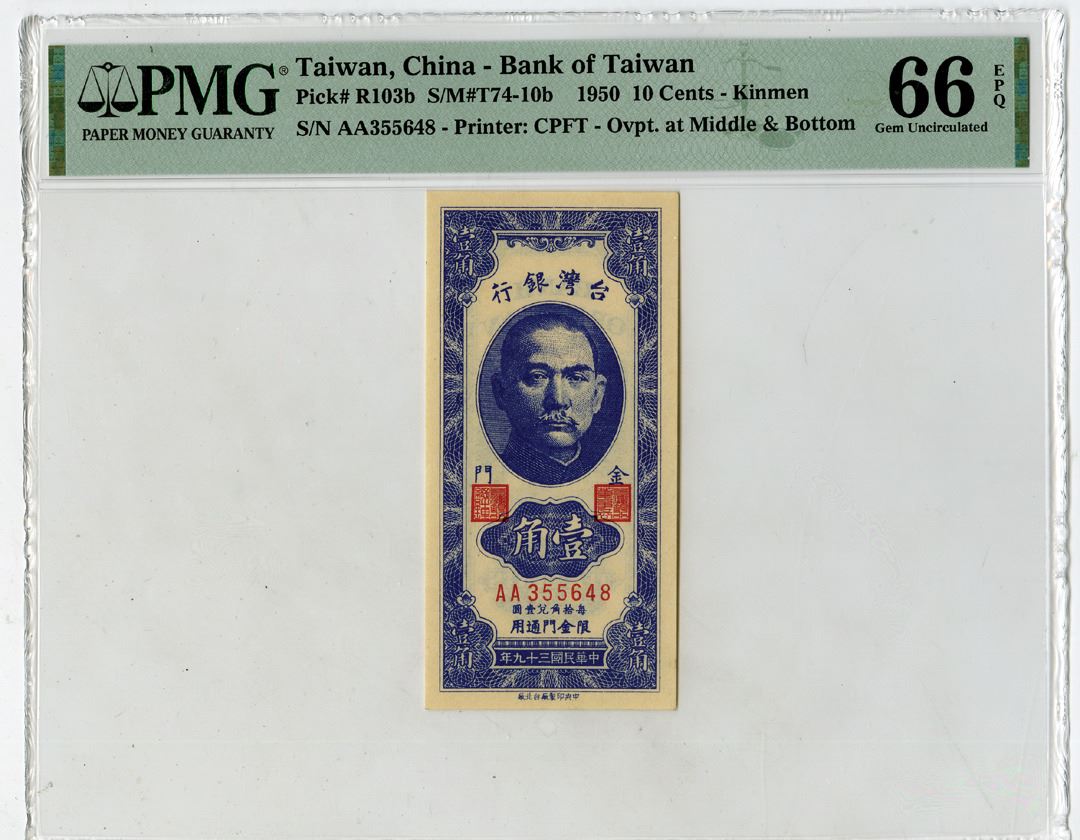 PMG® Taiwan, China - Bank of Taiwan
Pick# R103b S/M#T74-10b 1950 10 Cents - Kinmen
PAPER MONEY GUARANTY
S/N AA355648 - Printer: CPFT - Ovpt. at Middle & Bottom
66 EPQ
Gem Uncirculated
壹角 壹角
行銀灣台
門 金
角壹
AA355648
圓壹兌角拾每
用通門金限
壹角 壹角
年九十三國民華中
廠北台廠製印央中